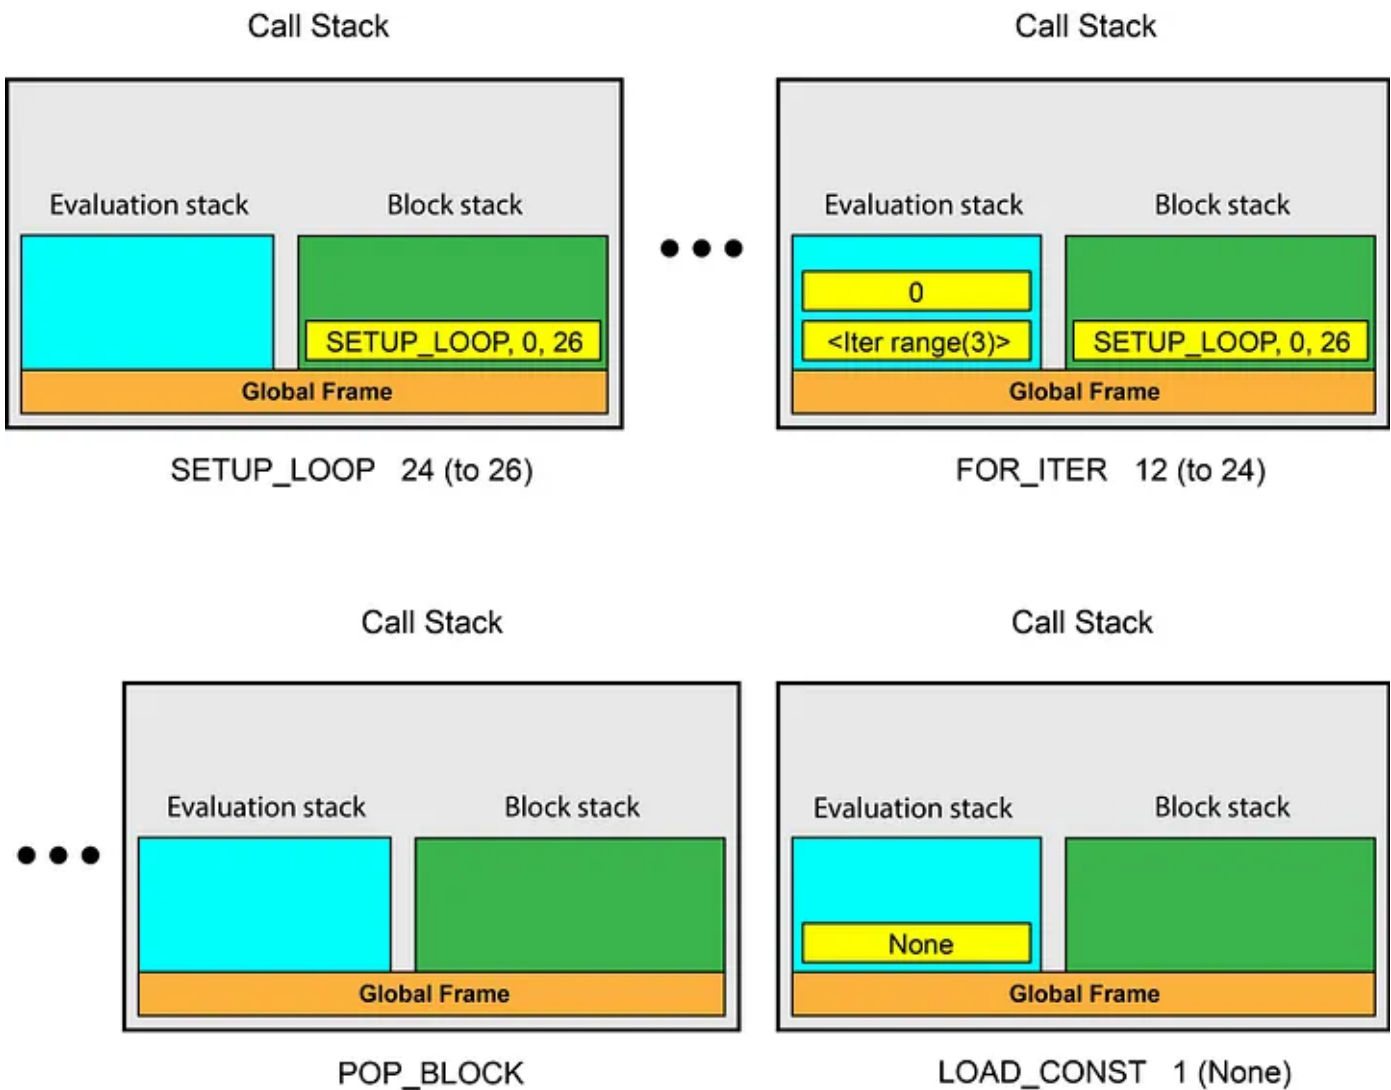 Call Stack
Evaluation stack
Block stack
SETUP_LOOP, 0, 26
Global Frame
SETUP_LOOP 24 (to 26)
Call Stack
Evaluation stack
Block stack
0
<Iter range(3)>
SETUP_LOOP, 0, 26
Global Frame
FOR_ITER 12 (to 24)
Call Stack
Evaluation stack
Block stack
Global Frame
POP_BLOCK
Call Stack
Evaluation stack
Block stack
None
Global Frame
LOAD_CONST 1 (None)